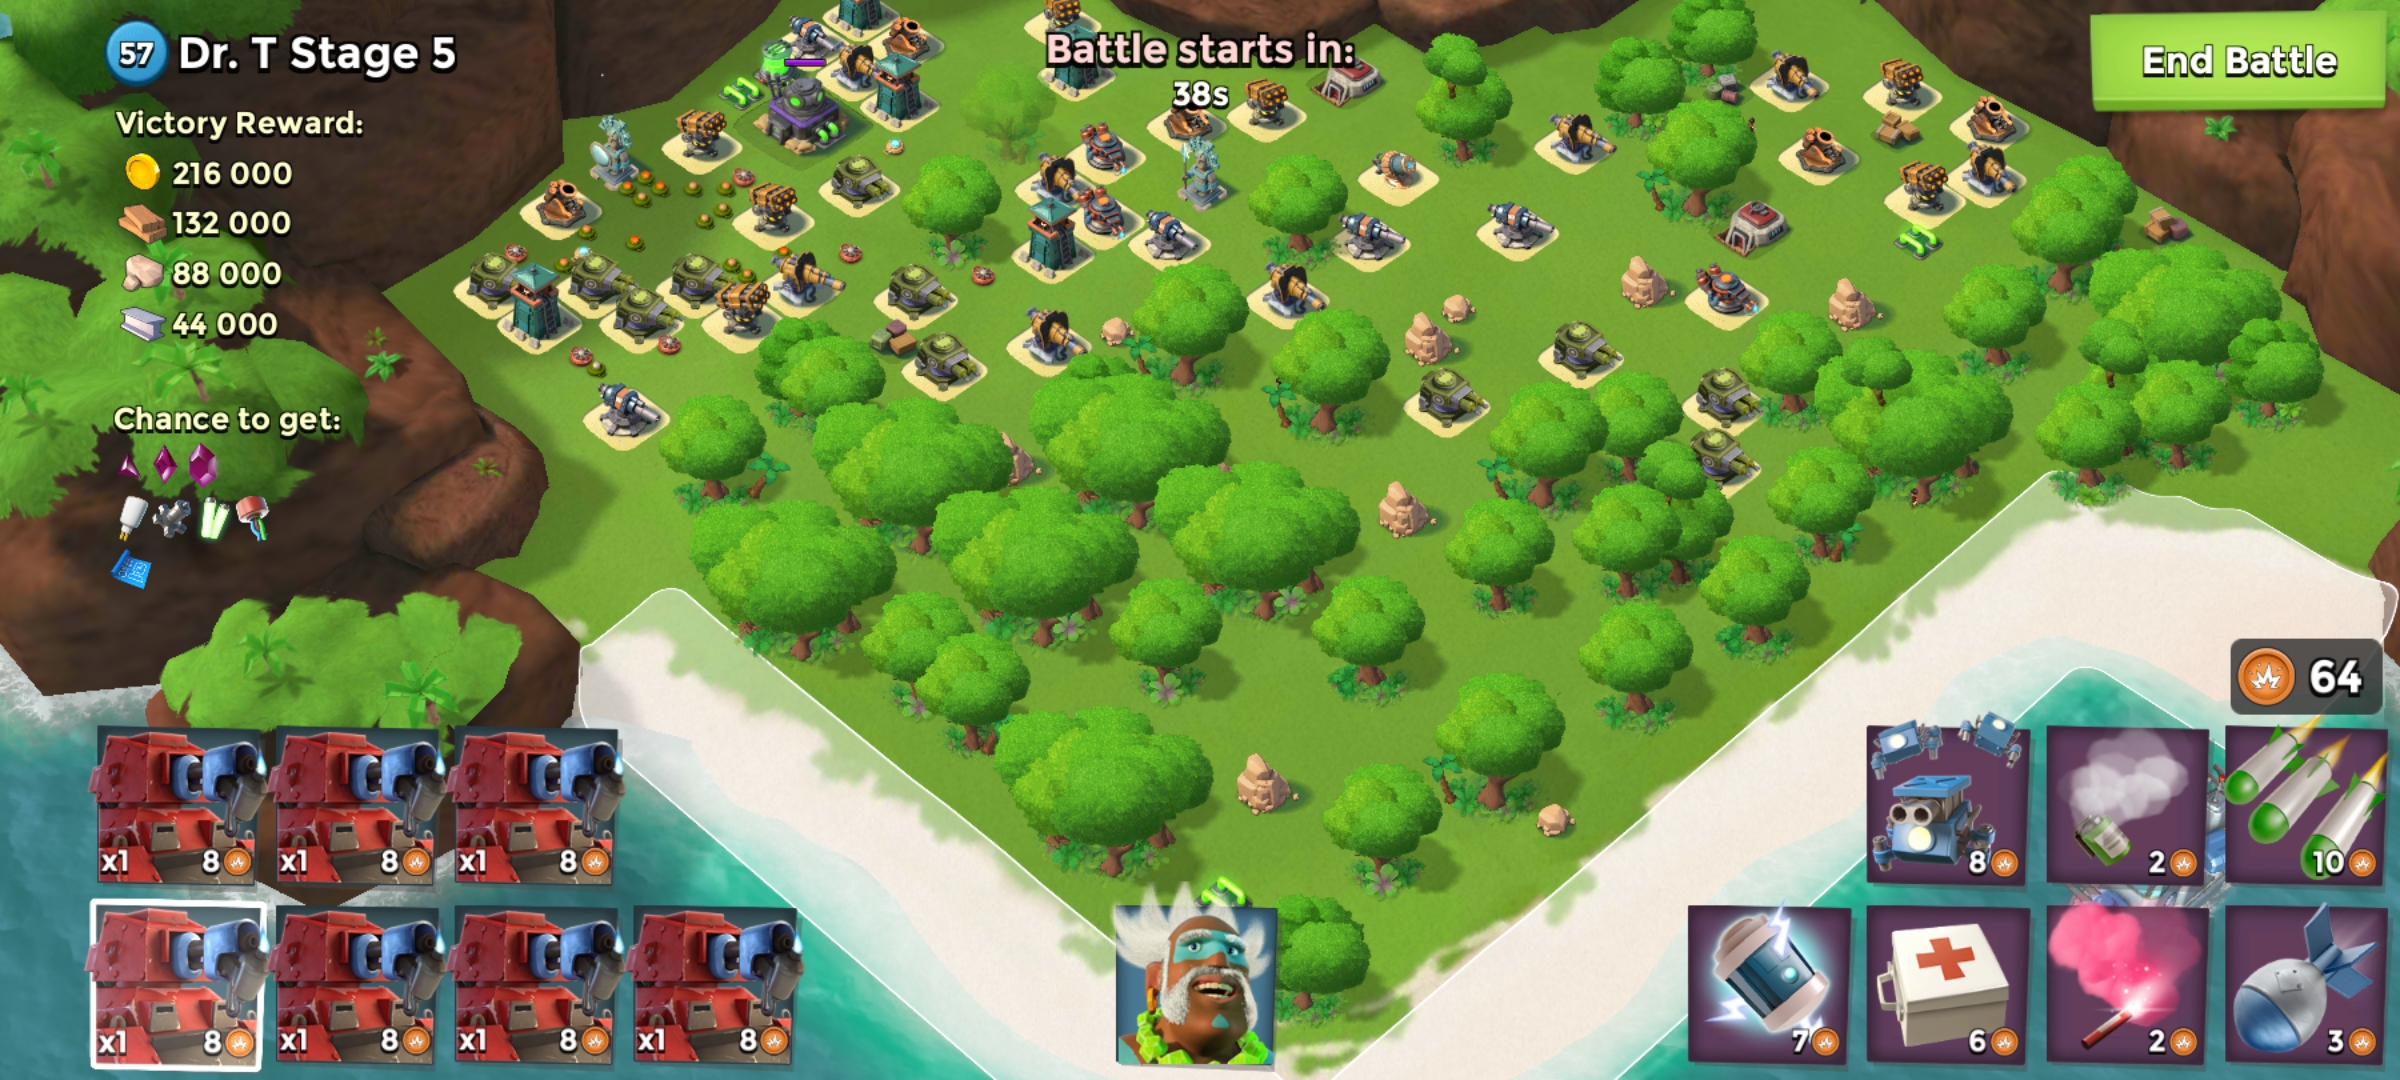 57 Dr. T Stage 5
Victory Reward:
216 000
132 000
88 000
44 000
Chance to get:
Battle starts in:
38s
End Battle
64
x1 8
x1 8
x1 8
8
2
10
x1 8
x1 8
x1 8
x1 8
7
6
2
3